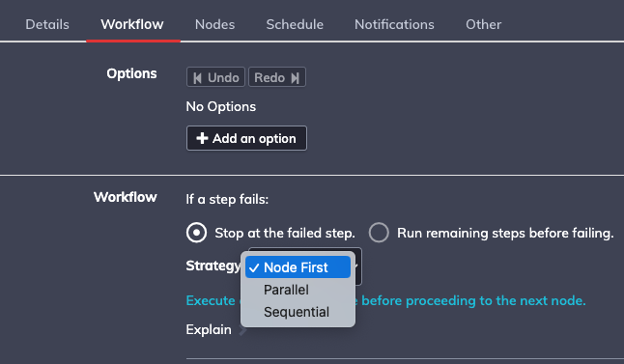 Details Workflow Nodes Schedule Notifications Other
Options Undo Redo
No Options
Add an option
Workflow If a step fails:
Stop at the failed step. Run remaining steps before failing.
Strategy Node First
Parallel
Execute before proceeding to the next node.
Sequential
Explain